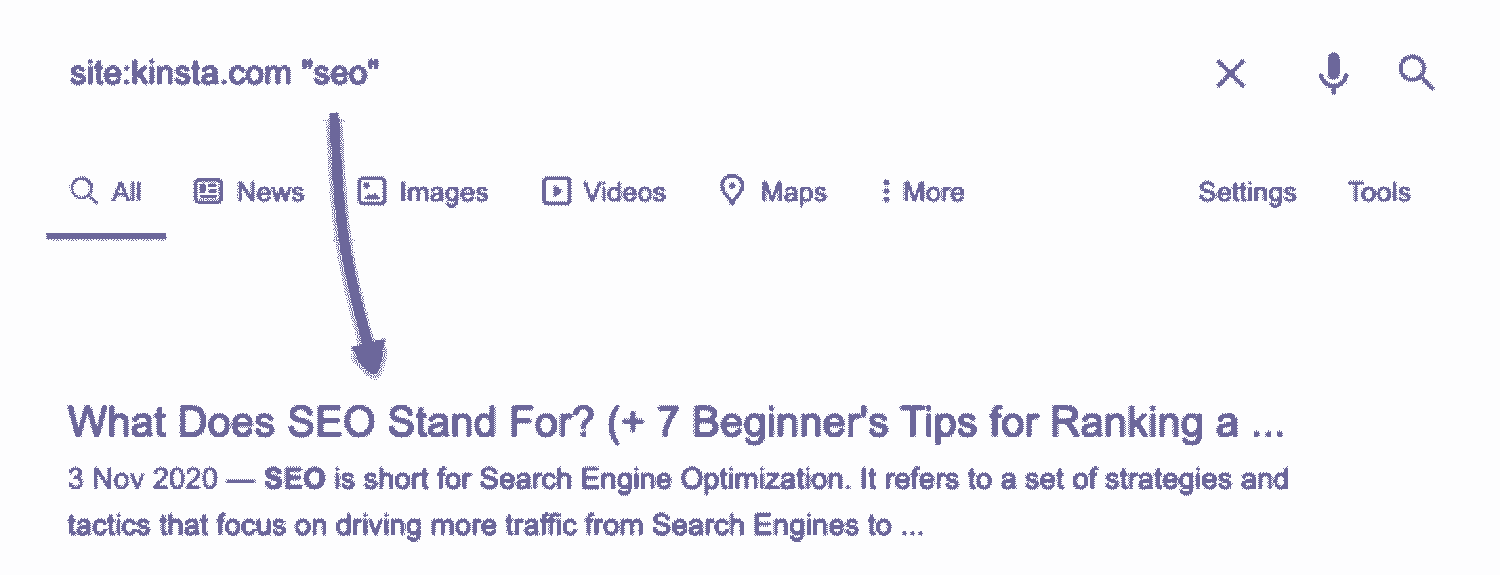 site:kinsta.com "seo"
All News Images Videos Maps More Settings Tools
What Does SEO Stand For? (+ 7 Beginner's Tips for Ranking a ...
3 Nov 2020 — SEO is short for Search Engine Optimization. It refers to a set of strategies and
tactics that focus on driving more traffic from Search Engines to ...